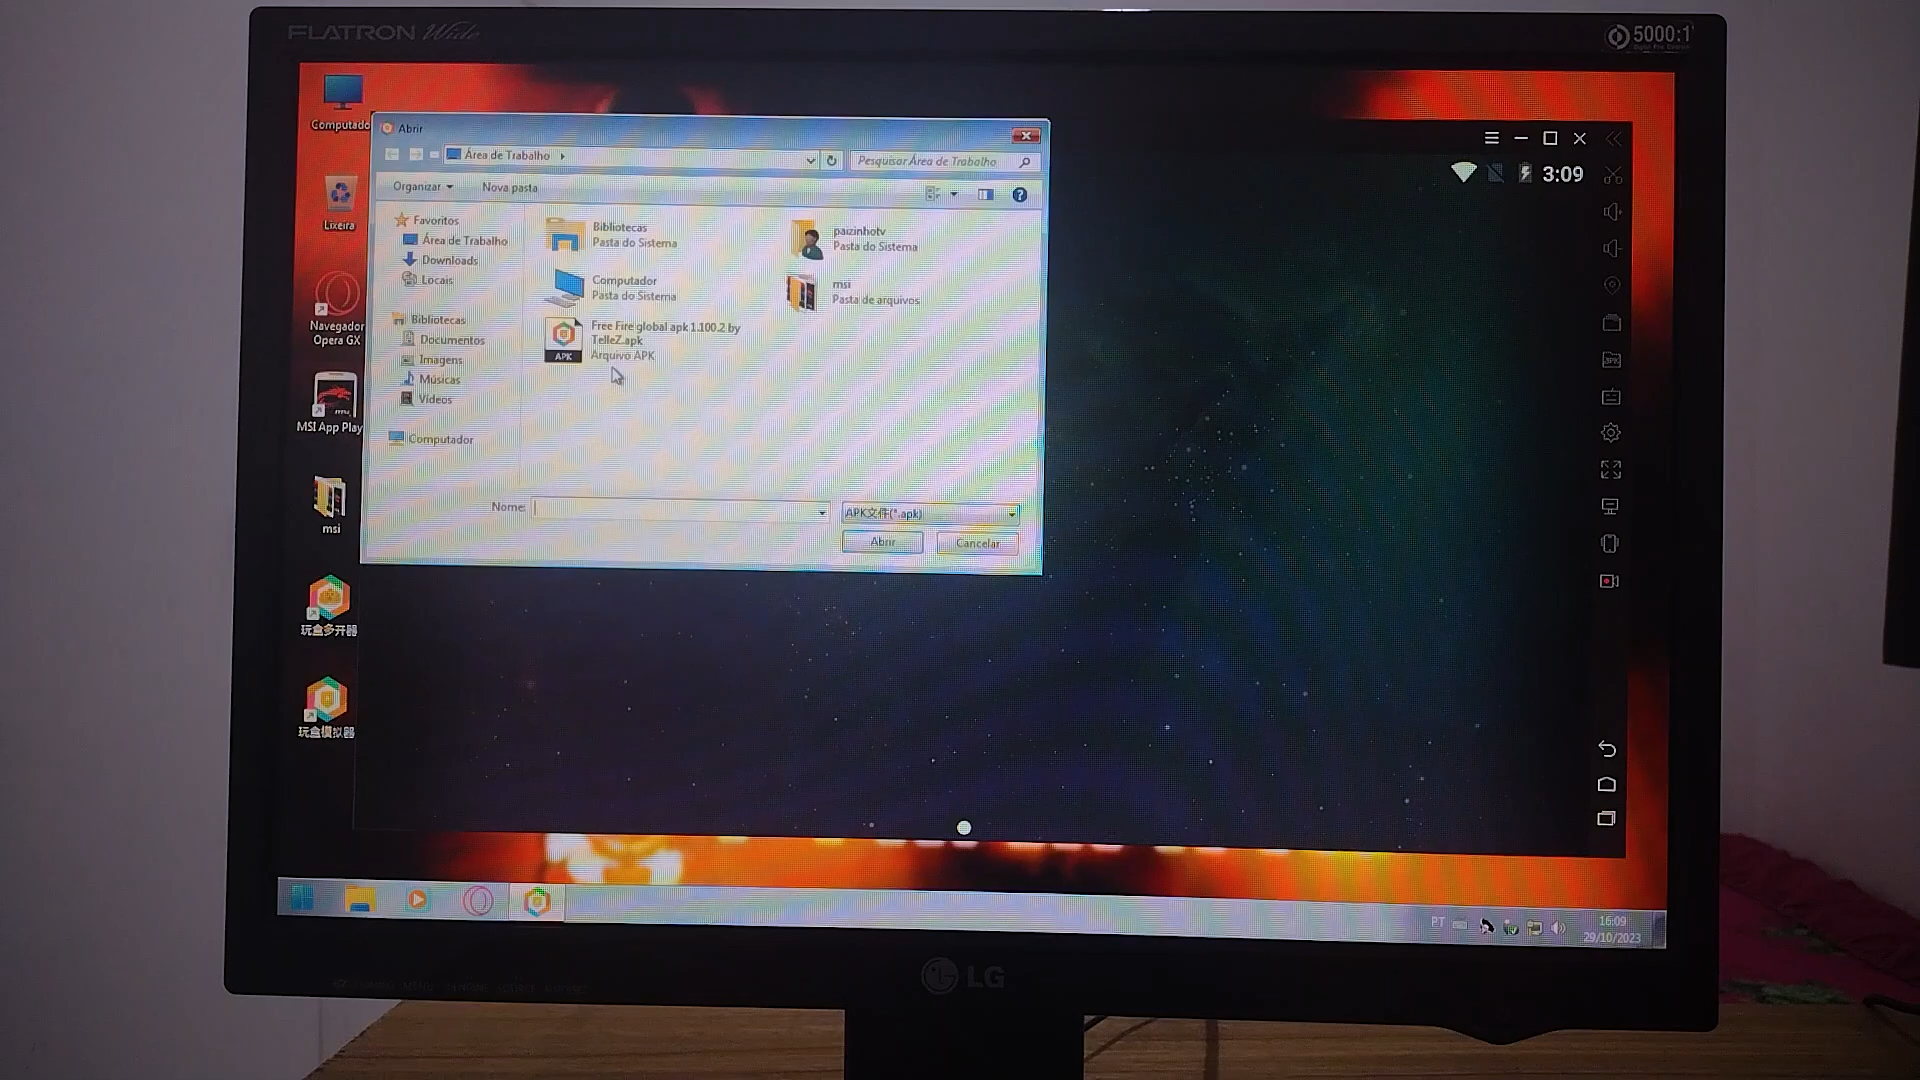 FLATRON Wide
5000:1
Computado
Abrir
Área de Trabalho
Pesquisar Área de Trabalho
Organizar
Nova pasta
3:09
Favoritos
Área de Trabalho
Downloads
Locais
Bibliotecas
Documentos
Imagens
Músicas
Vídeos
Computador
Bibliotecas
Pasta do Sistema
paizinhotv
Pasta do Sistema
Computador
Pasta do Sistema
msi
Pasta de arquivos
Free Fire global apk 1.100.2 by
TelleZ.apk
Arquivo APK
APK
Nome:
APK文件(*.apk)
Abrir
Cancelar
Lixeira
Navegador
Opera GX
MSI App Play
msi
玩盒多开器
玩盒模拟器
APK
PT
16:09
29/10/2023
LG